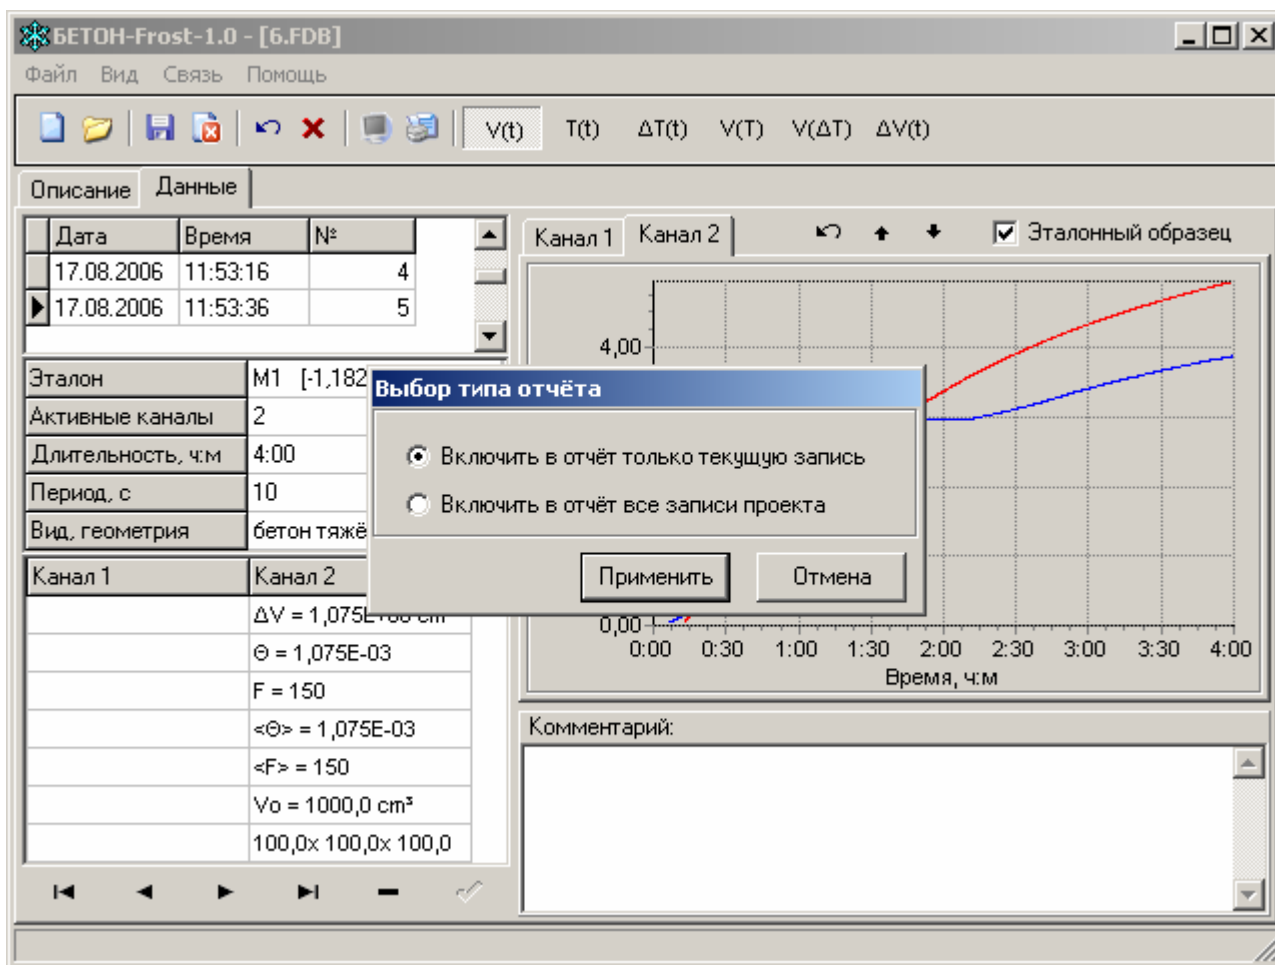 БЕТОН-Frost-1.0 - [6.FDB]
Файл Вид Связь Помощь
V(t) T(t) ΔT(t) V(T) V(ΔT) ΔV(t)
Описание Данные
Дата Время №
17.08.2006 11:53:16 4
17.08.2006 11:53:36 5
Эталон M1 [-1,182
Активные каналы 2
Длительность, ч:м 4:00
Период, с 10
Вид, геометрия бетон тяжё
Канал 1 Канал 2
ΔV = 1,075E+00 cm³
Θ = 1,075E-03
F = 150
<Θ> = 1,075E-03
<F> = 150
Vo = 1000,0 cm³
100,0x 100,0x 100,0
Канал 1 Канал 2 Эталонный образец
4,00
0,00
0:00 0:30 1:00 1:30 2:00 2:30 3:00 3:30 4:00
Время, ч:м
Выбор типа отчёта
Включить в отчёт только текущую запись
Включить в отчёт все записи проекта
Применить Отмена
Комментарий: